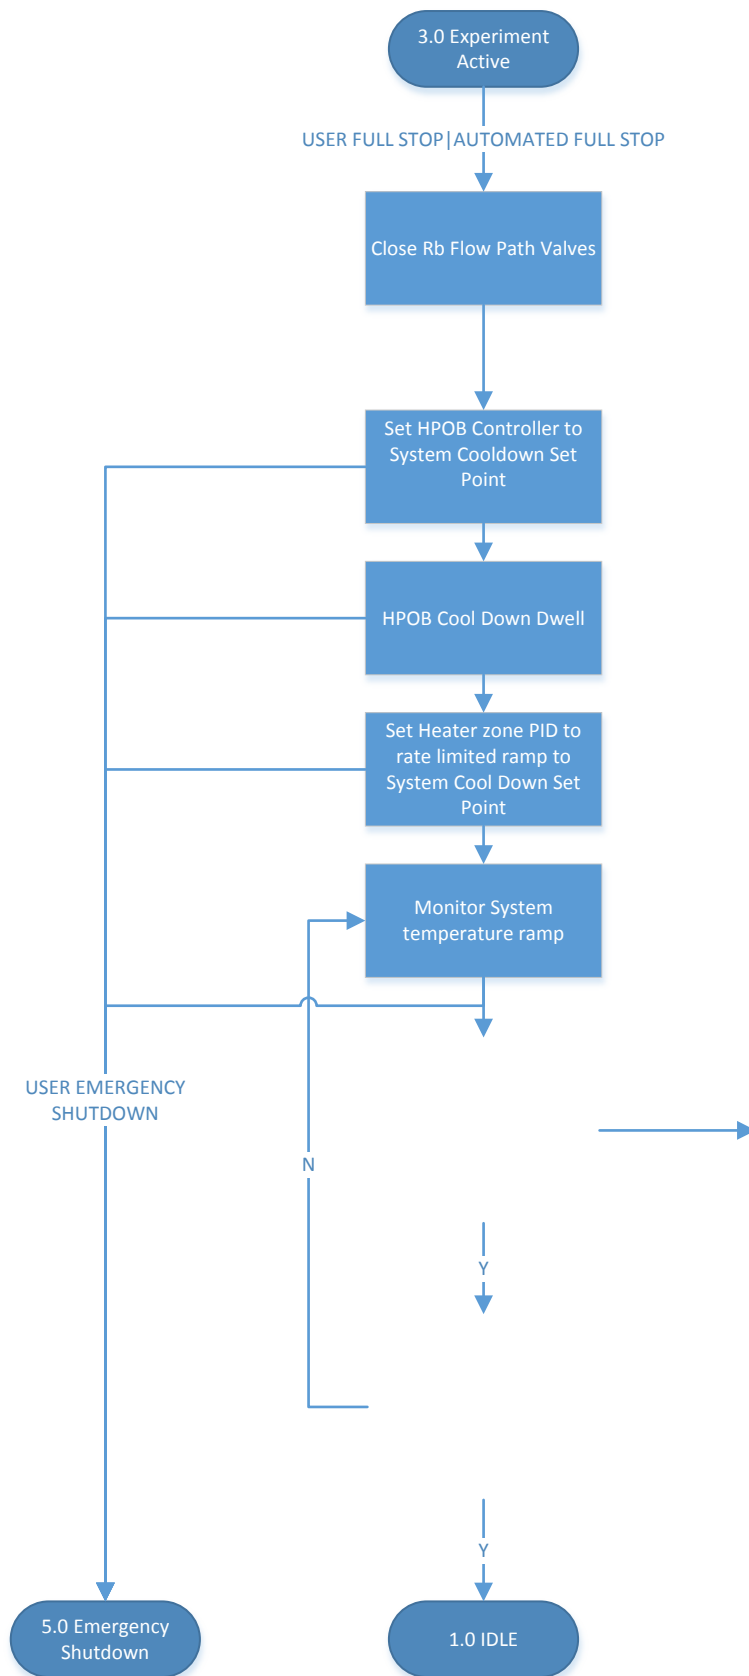 3.0 Experiment
Active
USER FULL STOP|AUTOMATED FULL STOP
Close Rb Flow Path Valves
Set HPOB Controller to
System Cooldown Set
Point
HPOB Cool Down Dwell
Set Heater zone PID to
rate limited ramp to
System Cool Down Set
Point
Monitor System
temperature ramp
USER EMERGENCY
SHUTDOWN
N
Y
Y
5.0 Emergency
Shutdown
1.0 IDLE